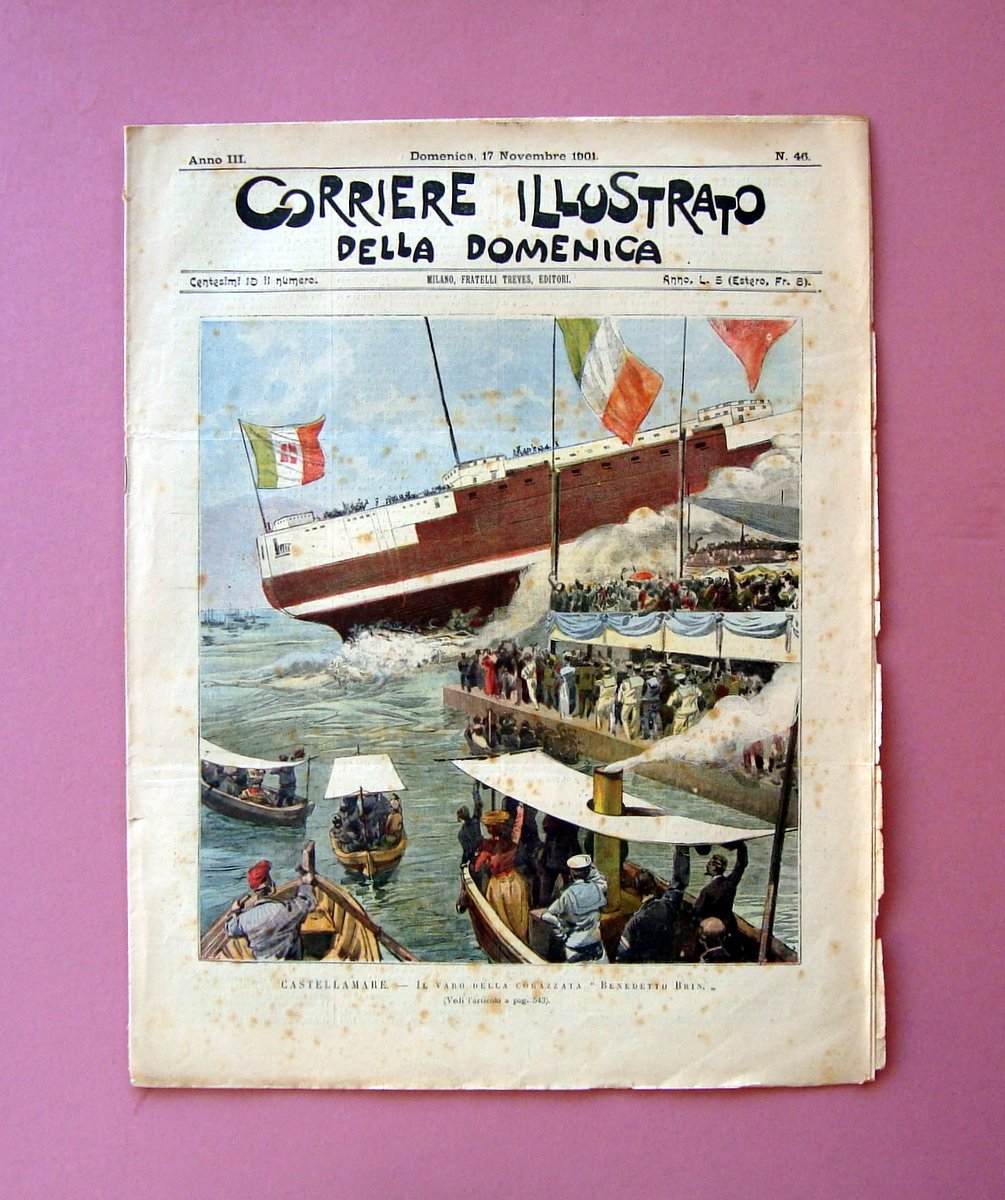 Anno III.
Domenica, 17 Novembre 1901.
N. 46.
CORRIERE ILLUSTRATO
DELLA DOMENICA
Centesimi 10 il numero.
MILANO, FRATELLI TREVES, EDITORI.
Anno, L. 5 (Estero, Fr. 8).
CASTELLAMARE. — IL VARO DELLA CORAZZATA " BENEDETTO BRIN. „
(Vedi l'articolo a pag. 543).